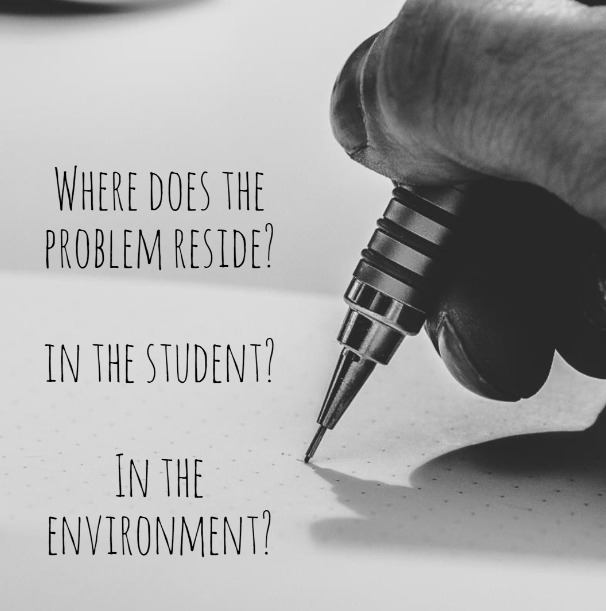 WHERE DOES THE
PROBLEM RESIDE?
IN THE STUDENT?
IN THE
ENVIRONMENT?